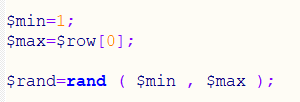 $min=1;
$max=$row[0];
$rand=rand ( $min , $max );